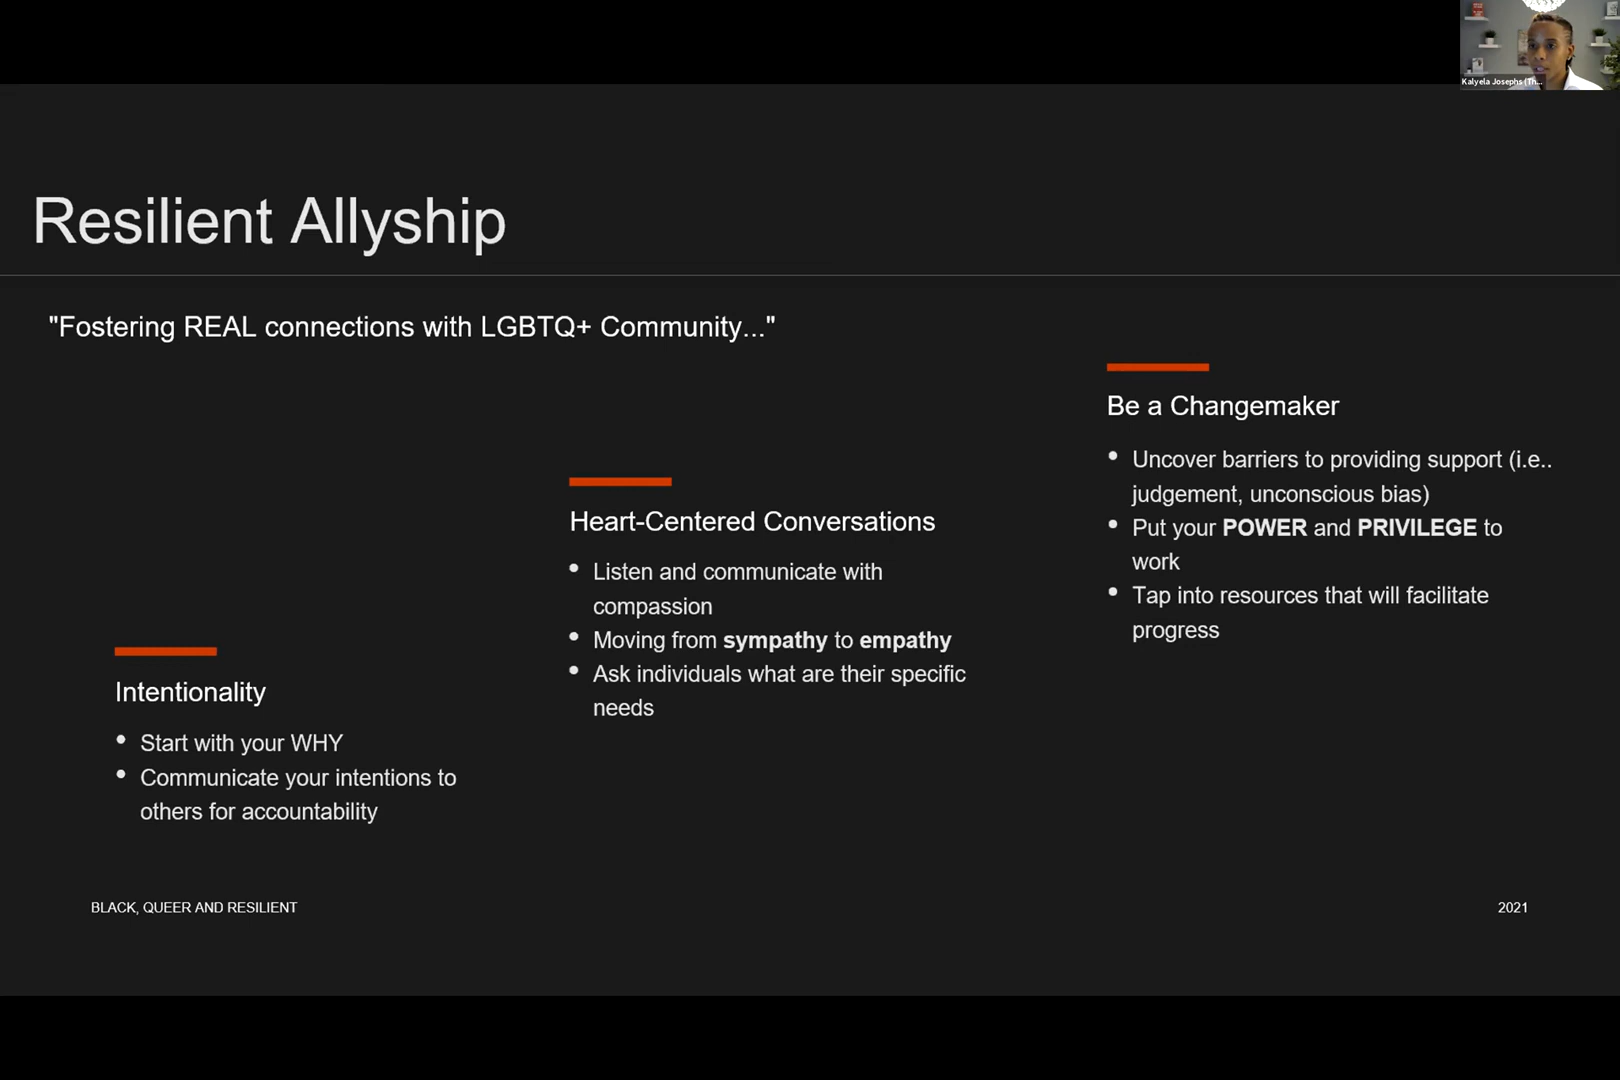 Kalyela Josephs (Th...
Resilient Allyship
"Fostering REAL connections with LGBTQ+ Community..."
Intentionality
• Start with your WHY
• Communicate your intentions to
others for accountability
Heart-Centered Conversations
• Listen and communicate with
compassion
• Moving from sympathy to empathy
• Ask individuals what are their specific
needs
Be a Changemaker
• Uncover barriers to providing support (i.e..
judgement, unconscious bias)
• Put your POWER and PRIVILEGE to
work
• Tap into resources that will facilitate
progress
BLACK, QUEER AND RESILIENT
2021